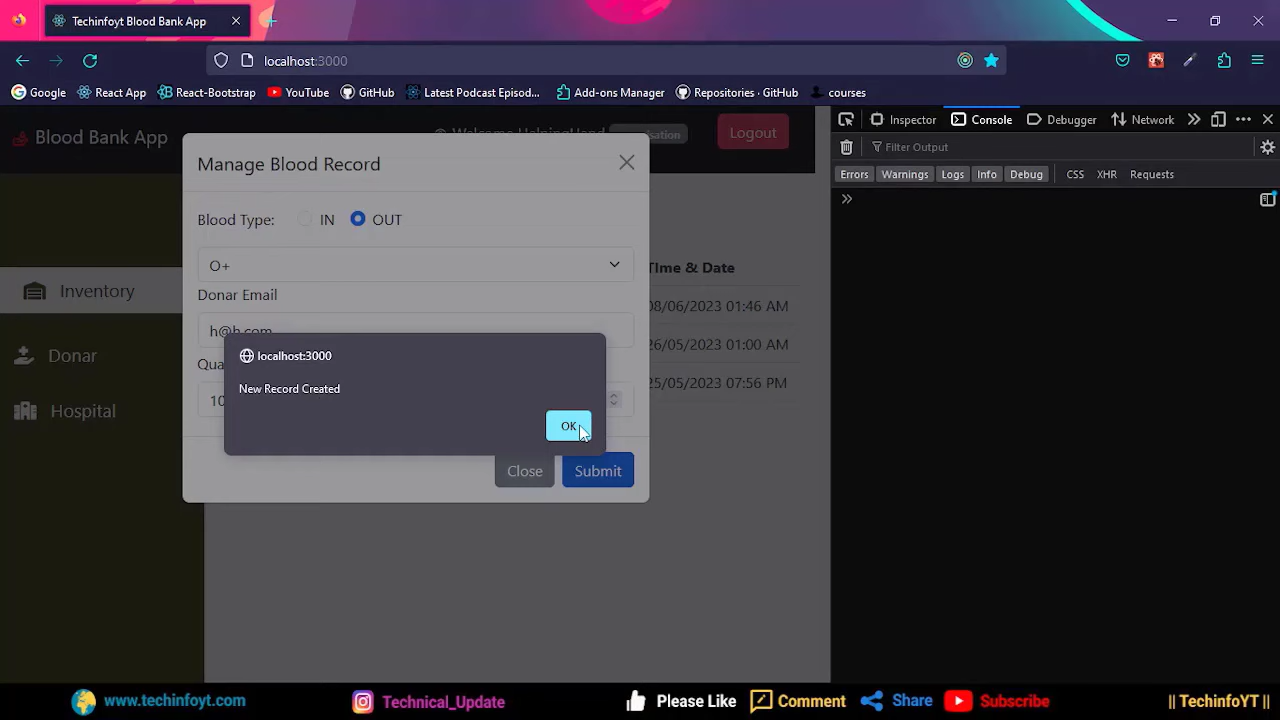 Techinfoyt Blood Bank App
localhost:3000
Google React App React-Bootstrap YouTube GitHub Latest Podcast Episod... Add-ons Manager Repositories · GitHub courses
Blood Bank App
Logout
Manage Blood Record
Blood Type: IN OUT
O+
Donar Email
h@h.com
localhost:3000
New Record Created
OK
10
Close Submit
Inventory
Donar
Hospital
TIme & Date
08/06/2023 01:46 AM
26/05/2023 01:00 AM
25/05/2023 07:56 PM
Inspector Console Debugger Network
Filter Output
Errors Warnings Logs Info Debug CSS XHR Requests
www.techinfoyt.com Technical_Update Please Like Comment Share Subscribe || TechinfoYT ||